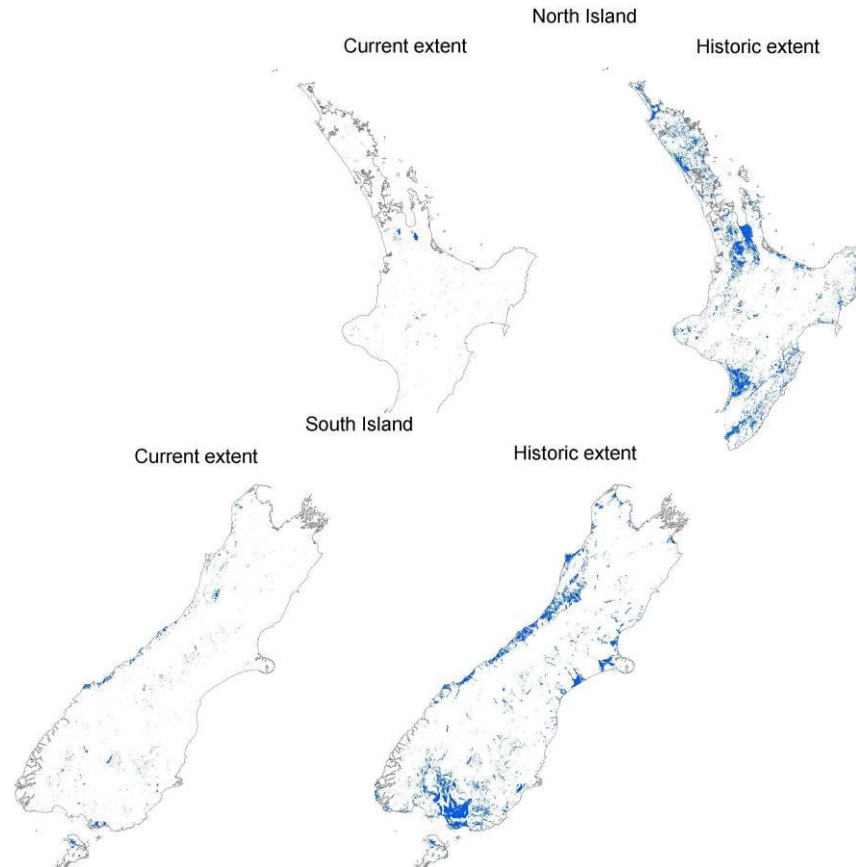 North Island
Current extent
Historic extent
South Island
Current extent
Historic extent